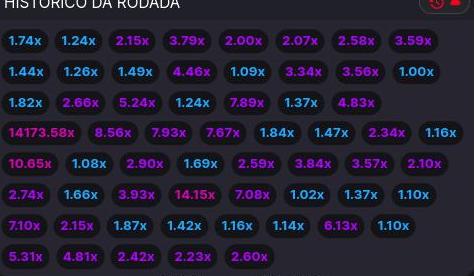 HISTÓRICO DA RODADA
1.74x 1.24x 2.15x 3.79x 2.00x 2.07x 2.58x 3.59x
1.44x 1.26x 1.49x 4.46x 1.09x 3.34x 3.56x 1.00x
1.82x 2.66x 5.24x 1.24x 7.89x 1.37x 4.83x
14173.58x 8.56x 7.93x 7.67x 1.84x 1.47x 2.34x 1.16x
10.65x 1.08x 2.90x 1.69x 2.59x 3.84x 3.57x 2.10x
2.74x 1.66x 3.93x 14.15x 7.08x 1.02x 1.37x 1.10x
7.10x 2.15x 1.87x 1.42x 1.16x 1.14x 6.13x 1.10x
5.31x 4.81x 2.42x 2.23x 2.60x